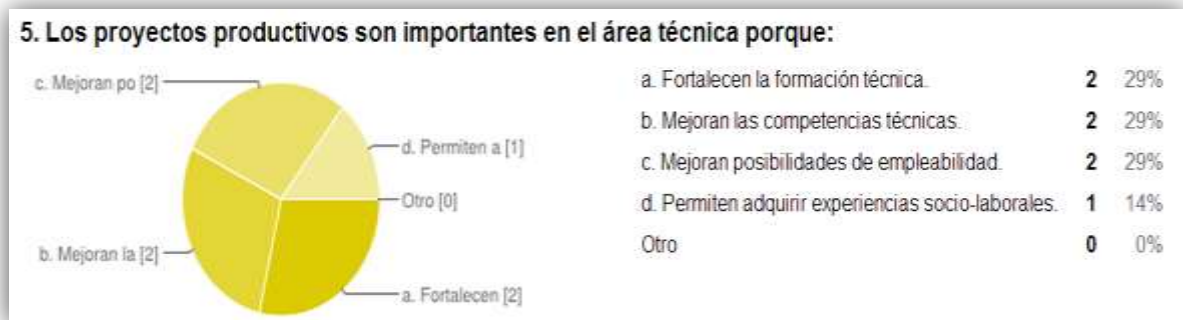 5. Los proyectos productivos son importantes en el área técnica porque:
c. Mejoran po [2]
d. Permiten a [1]
Otro [0]
b. Mejoran la [2]
a. Fortalecen [2]
a. Fortalecen la formación técnica. 2 29%
b. Mejoran las competencias técnicas. 2 29%
c. Mejoran posibilidades de empleabilidad. 2 29%
d. Permiten adquirir experiencias socio-laborales. 1 14%
Otro 0 0%